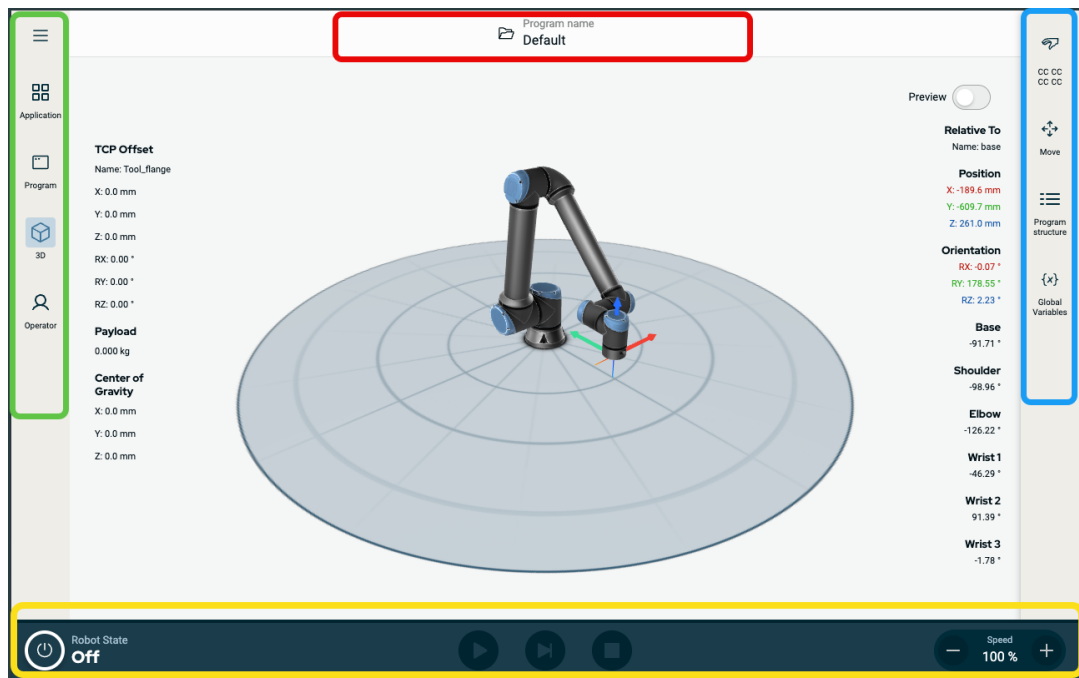 Program name
Default
Application
Program
3D
Operator
TCP Offset
Name: Tool_flange
X: 0.0 mm
Y: 0.0 mm
Z: 0.0 mm
RX: 0.00 °
RY: 0.00 °
RZ: 0.00 °
Payload
0.000 kg
Center of
Gravity
X: 0.0 mm
Y: 0.0 mm
Z: 0.0 mm
Preview
Relative To
Name: base
Position
X: -189.6 mm
Y: -609.7 mm
Z: 261.0 mm
Orientation
RX: -0.07 °
RY: 178.55 °
RZ: 2.23 °
Base
-91.71 °
Shoulder
-98.96 °
Elbow
-126.22 °
Wrist 1
-46.29 °
Wrist 2
91.39 °
Wrist 3
-1.78 °
CC CC
CC CC
Move
Program
structure
{x}
Global
Variables
Robot State
Off
Speed
100 %